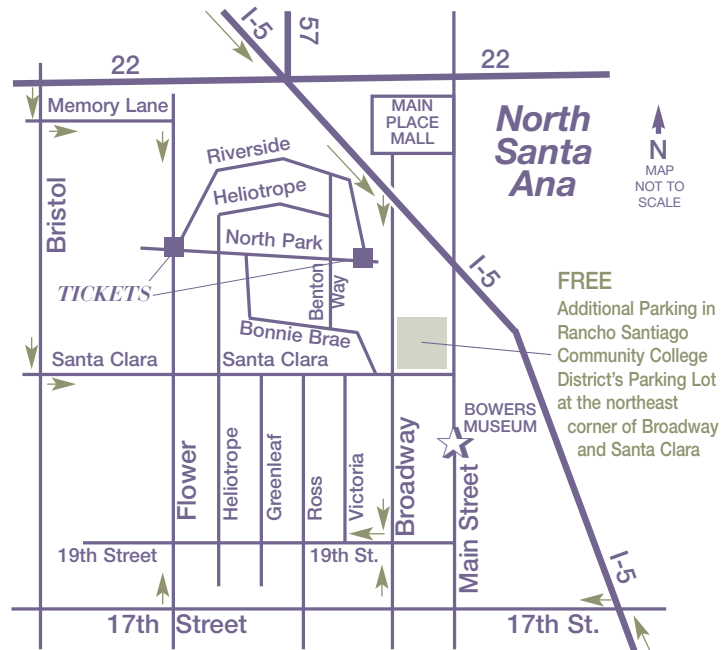 I-5
57
22
22
Memory Lane
MAIN
PLACE
MALL
North
Santa
Ana
N
MAP
NOT TO
SCALE
Riverside
Heliotrope
Bristol
North Park
I-5
TICKETS
Benton
Way
FREE
Additional Parking in
Rancho Santiago
Community College
District's Parking Lot
at the northeast
corner of Broadway
and Santa Clara
Bonnie Brae
Santa Clara
Santa Clara
BOWERS
MUSEUM
Flower
Heliotrope
Greenleaf
Ross
Victoria
Broadway
Main Street
19th Street
19th St.
I-5
17th Street
17th St.